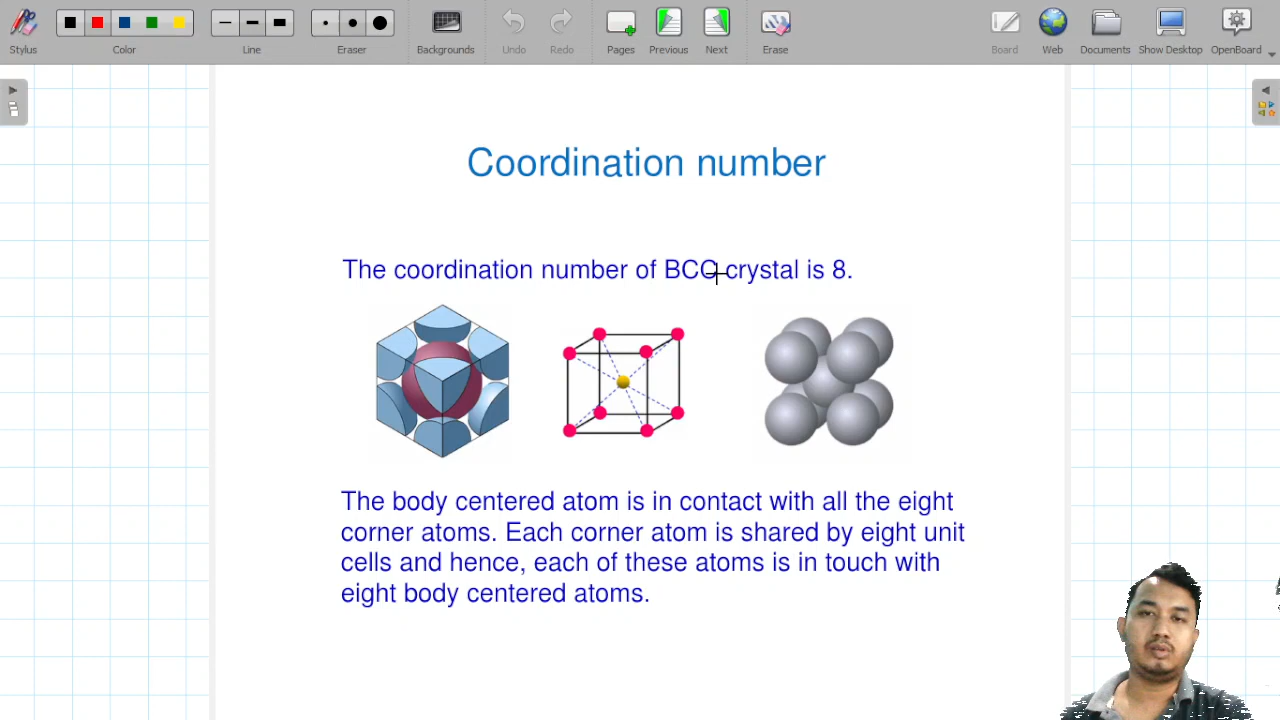 Stylus
Color
Line
Eraser
Backgrounds
Undo
Redo
Pages
Previous
Next
Erase
Board
Web
Documents
Show Desktop
OpenBoard
Coordination number
The coordination number of BCC crystal is 8.
The body centered atom is in contact with all the eight
corner atoms. Each corner atom is shared by eight unit
cells and hence, each of these atoms is in touch with
eight body centered atoms.